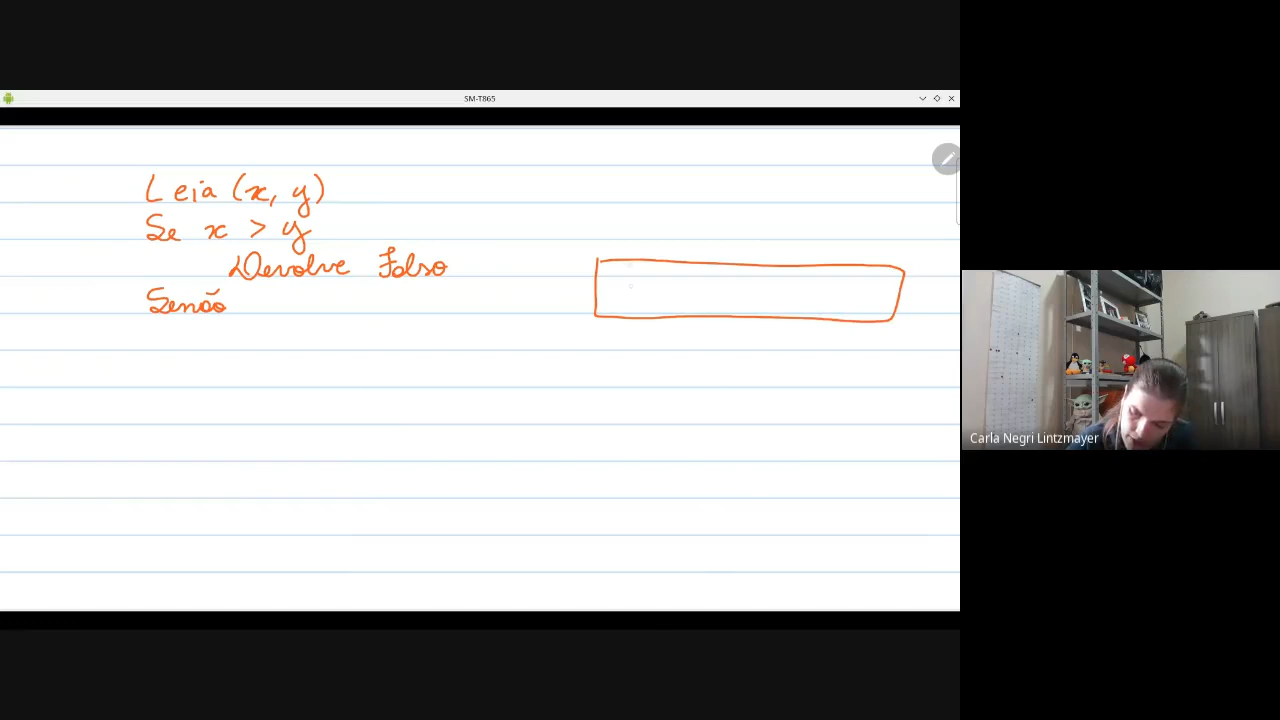 SM-T865
Leia (x, y)
Se x > y
Devolve Falso
Senão
Carla Negri Lintzmayer